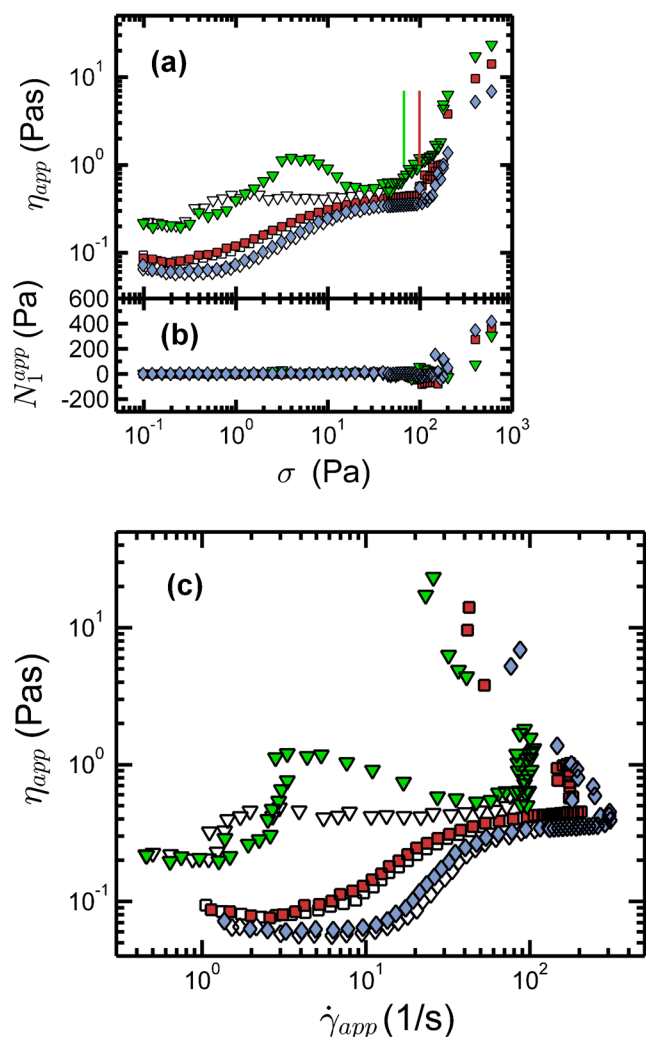 (a)
η_app (Pas)
10^1
10^0
10^-1
(b)
N_1^app (Pa)
600
400
200
0
-200
10^-1 10^0 10^1 10^2 10^3
σ (Pa)
(c)
η_app (Pas)
10^1
10^0
10^-1
10^0 10^1 10^2
γ̇_app (1/s)